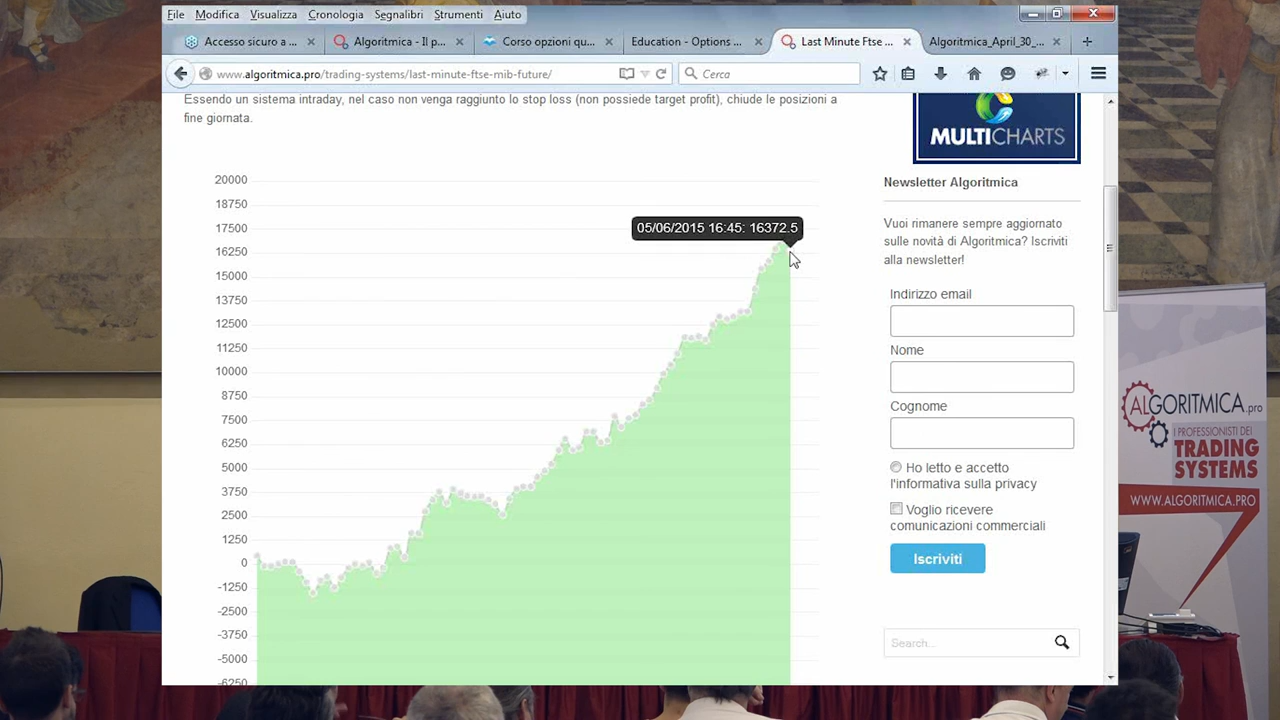 File Modifica Visualizza Cronologia Segnalibri Strumenti Aiuto
Accesso sicuro a ...
Algoritmica - Il p...
Corso opzioni qu...
Education - Options ...
Last Minute Ftse ...
Algoritmica_April_30_...
www.algoritmica.pro/trading-systems/last-minute-ftse-mib-future/
Cerca
Essendo un sistema intraday, nel caso non venga raggiunto lo stop loss (non possiede target profit), chiude le posizioni a
fine giornata.
20000
18750
17500
16250
15000
13750
12500
11250
10000
8750
7500
6250
5000
3750
2500
1250
0
-1250
-2500
-3750
-5000
-6250
05/06/2015 16:45: 16372.5
MULTICHARTS
Newsletter Algoritmica
Vuoi rimanere sempre aggiornato
sulle novità di Algoritmica? Iscriviti
alla newsletter!
Indirizzo email
Nome
Cognome
Ho letto e accetto
l'informativa sulla privacy
Voglio ricevere
comunicazioni commerciali
Iscriviti
Search...
ALGORITMICA.pro
I PROFESSIONISTI DEI
TRADING
SYSTEMS
WWW.ALGORITMICA.PRO